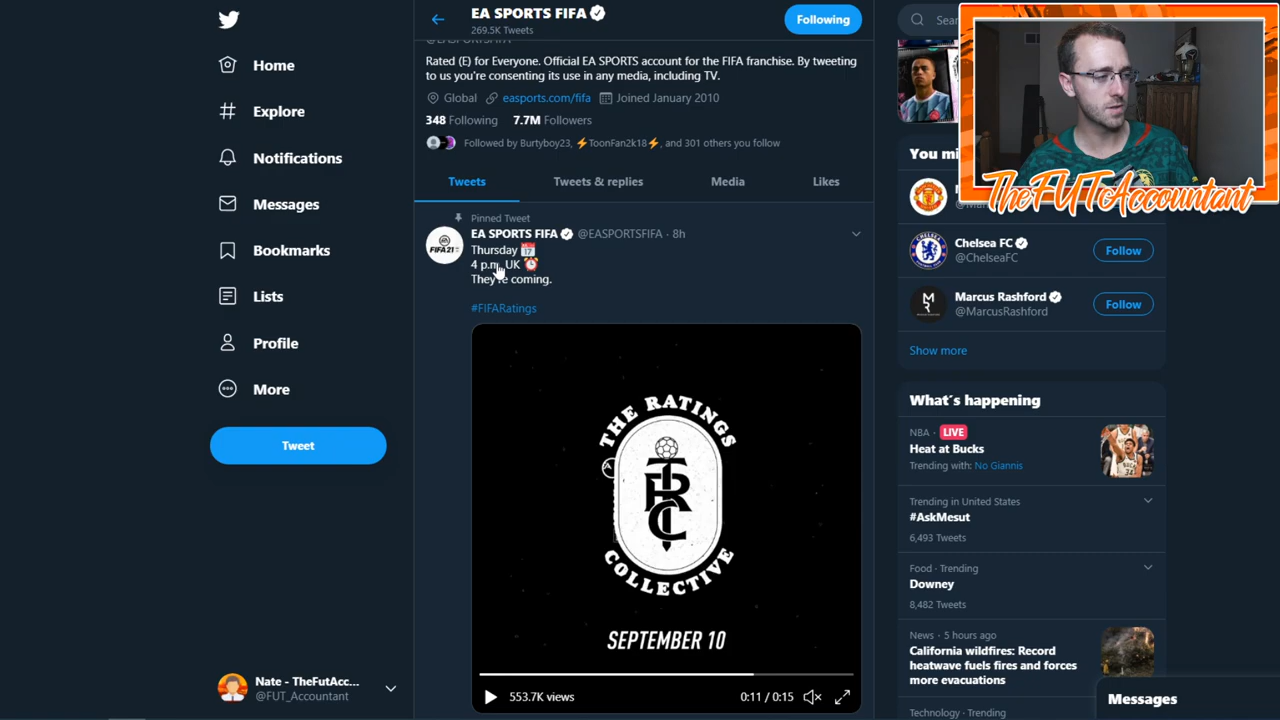 EA SPORTS FIFA
269.5K Tweets
Following
Sear
Home
Explore
Notifications
Messages
Bookmarks
Lists
Profile
More
Tweet
Nate - TheFutAcc...
@FUT_Accountant
Rated (E) for Everyone. Official EA SPORTS account for the FIFA franchise. By tweeting
to us you're consenting its use in any media, including TV.
Global easports.com/fifa Joined January 2010
348 Following 7.7M Followers
Followed by Burtyboy23, ⚡ToonFan2k18⚡, and 301 others you follow
Tweets Tweets & replies Media Likes
Pinned Tweet
EA SPORTS FIFA @EASPORTSFIFA · 8h
Thursday
4 p.m. UK
They're coming.
#FIFARatings
THE RATINGS
TRC
COLLECTIVE
SEPTEMBER 10
553.7K views 0:11 / 0:15
TheFUTAccountant
You mi
Chelsea FC
@ChelseaFC
Follow
Marcus Rashford
@MarcusRashford
Follow
Show more
What's happening
NBA · LIVE
Heat at Bucks
Trending with: No Giannis
Trending in United States
#AskMesut
6,493 Tweets
Food · Trending
Downey
8,482 Tweets
News · 5 hours ago
California wildfires: Record
heatwave fuels fires and forces
more evacuations
Technology · Trending
Messages